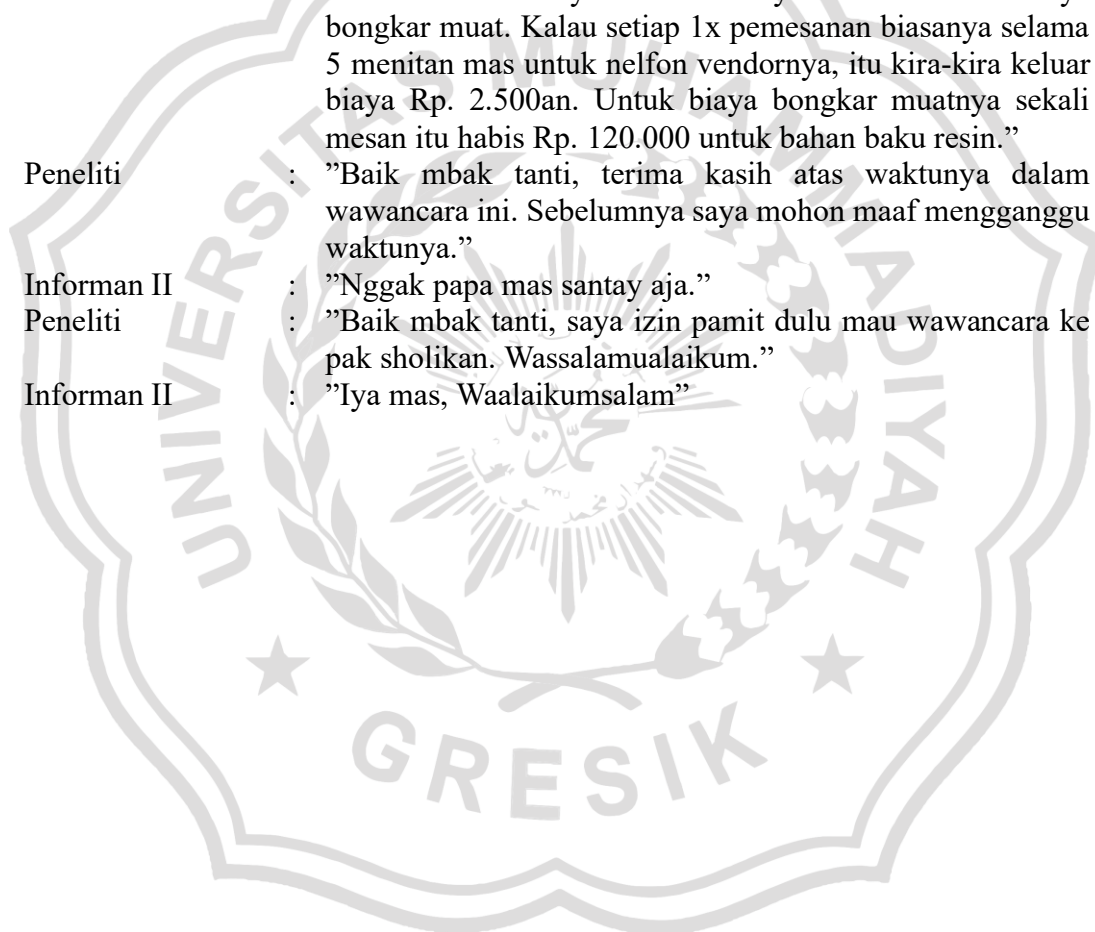 bongkar muat. Kalau setiap 1x pemesanan biasanya selama
5 menitan mas untuk nelfon vendornya, itu kira-kira keluar
biaya Rp. 2.500an. Untuk biaya bongkar muatnya sekali
mesan itu habis Rp. 120.000 untuk bahan baku resin.”
Peneliti : ”Baik mbak tanti, terima kasih atas waktunya dalam
wawancara ini. Sebelumnya saya mohon maaf mengganggu
waktunya.”
Informan II : ”Nggak papa mas santay aja.”
Peneliti : ”Baik mbak tanti, saya izin pamit dulu mau wawancara ke
pak sholikan. Wassalamualaikum.”
Informan II : ”Iya mas, Waalaikumsalam”
UNIVERSITAS MUHAMMADIYAH
GRESIK